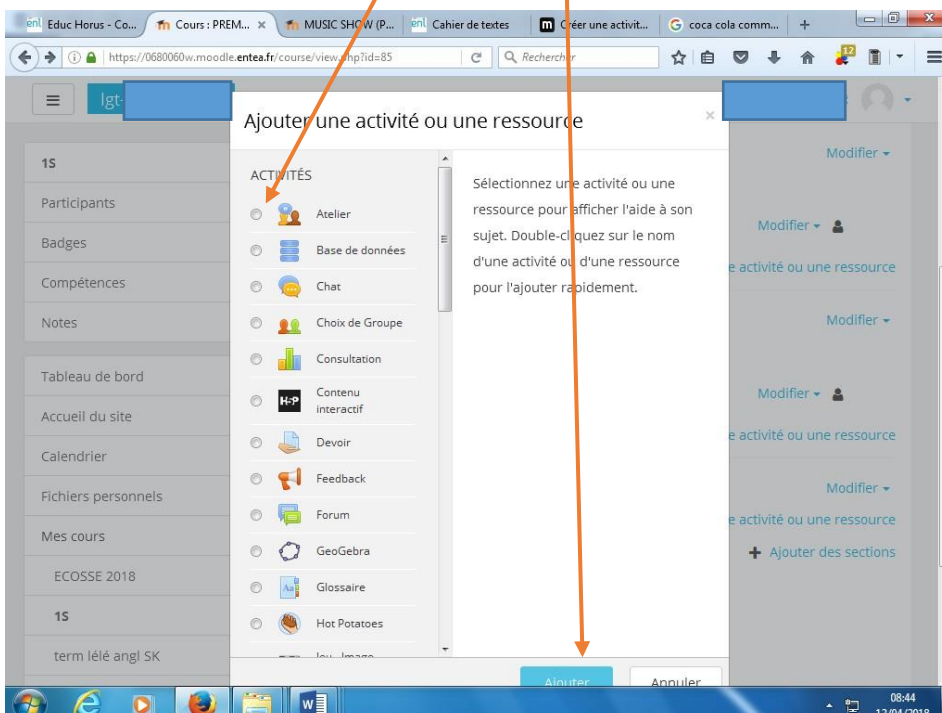 Educ Horus - Co... Cours : PREM... × MUSIC SHOW (P... enl Cahier de textes m Créer une activit... G coca cola comm... +
https://0680060w.moodle.entea.fr/course/view.php?id=85 Rechercher 12
lgt-
Ajouter une activité ou une ressource ×
1S
Participants
Badges
Compétences
Notes
Tableau de bord
Accueil du site
Calendrier
Fichiers personnels
Mes cours
ECOSSE 2018
1S
term lélé angl SK
ACTIVITÉS
Atelier
Base de données
Chat
Choix de Groupe
Consultation
H-P Contenu
interactif
Devoir
Feedback
Forum
GeoGebra
Glossaire
Hot Potatoes
Sélectionnez une activité ou une
ressource pour afficher l'aide à son
sujet. Double-cliquez sur le nom
d'une activité ou d'une ressource
pour l'ajouter rapidement.
Modifier
Modifier
e activité ou une ressource
Modifier
Modifier
e activité ou une ressource
Modifier
e activité ou une ressource
+ Ajouter des sections
Ajouter Annuler
W
08:44
12/04/2018